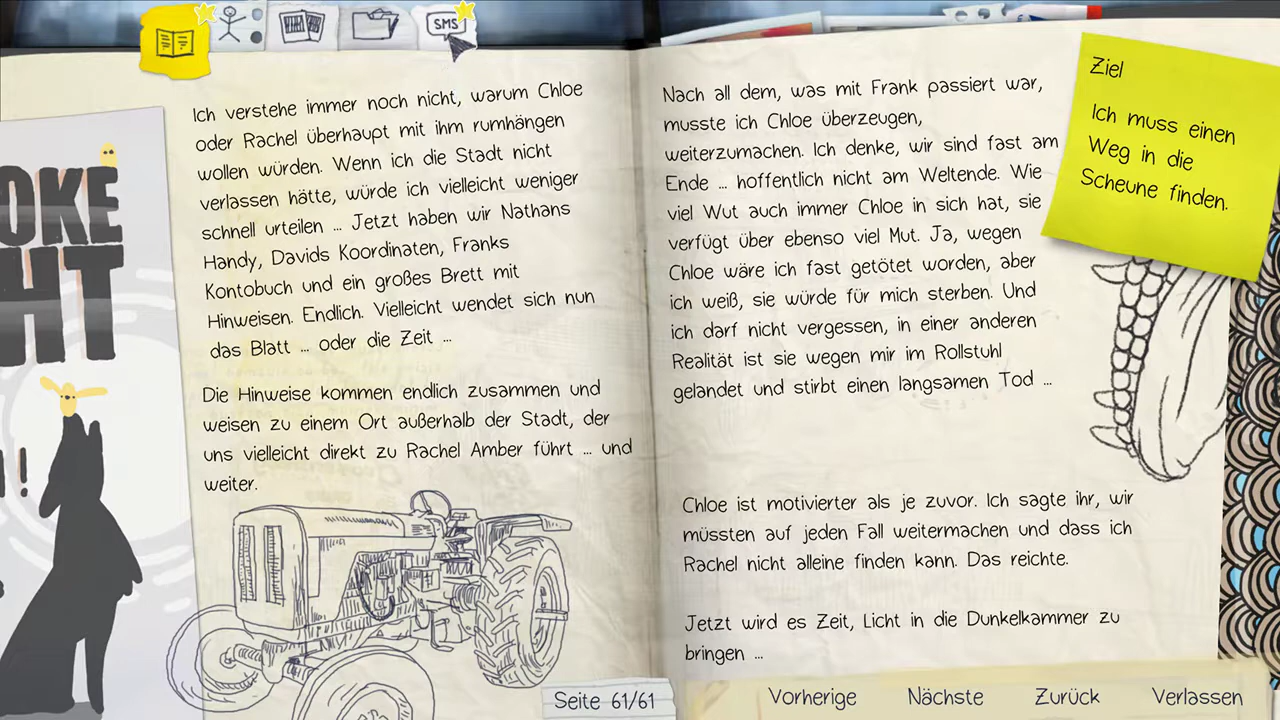 SMS
OKE
HT
!
Ich verstehe immer noch nicht, warum Chloe
oder Rachel überhaupt mit ihm rumhängen
wollen würden. Wenn ich die Stadt nicht
verlassen hätte, würde ich vielleicht weniger
schnell urteilen ... Jetzt haben wir Nathans
Handy, Davids Koordinaten, Franks
Kontobuch und ein großes Brett mit
Hinweisen. Endlich. Vielleicht wendet sich nun
das Blatt ... oder die Zeit ...
Die Hinweise kommen endlich zusammen und
weisen zu einem Ort außerhalb der Stadt, der
uns vielleicht direkt zu Rachel Amber führt ... und
weiter.
Nach all dem, was mit Frank passiert war,
musste ich Chloe überzeugen,
weiterzumachen. Ich denke, wir sind fast am
Ende ... hoffentlich nicht am Weltende. Wie
viel Wut auch immer Chloe in sich hat, sie
verfügt über ebenso viel Mut. Ja, wegen
Chloe wäre ich fast getötet worden, aber
ich weiß, sie würde für mich sterben. Und
ich darf nicht vergessen, in einer anderen
Realität ist sie wegen mir im Rollstuhl
gelandet und stirbt einen langsamen Tod ...
Chloe ist motivierter als je zuvor. Ich sagte ihr, wir
müssten auf jeden Fall weitermachen und dass ich
Rachel nicht alleine finden kann. Das reichte.
Jetzt wird es Zeit, Licht in die Dunkelkammer zu
bringen ...
Ziel
Ich muss einen
Weg in die
Scheune finden.
Seite 61/61
Vorherige Nächste Zurück Verlassen